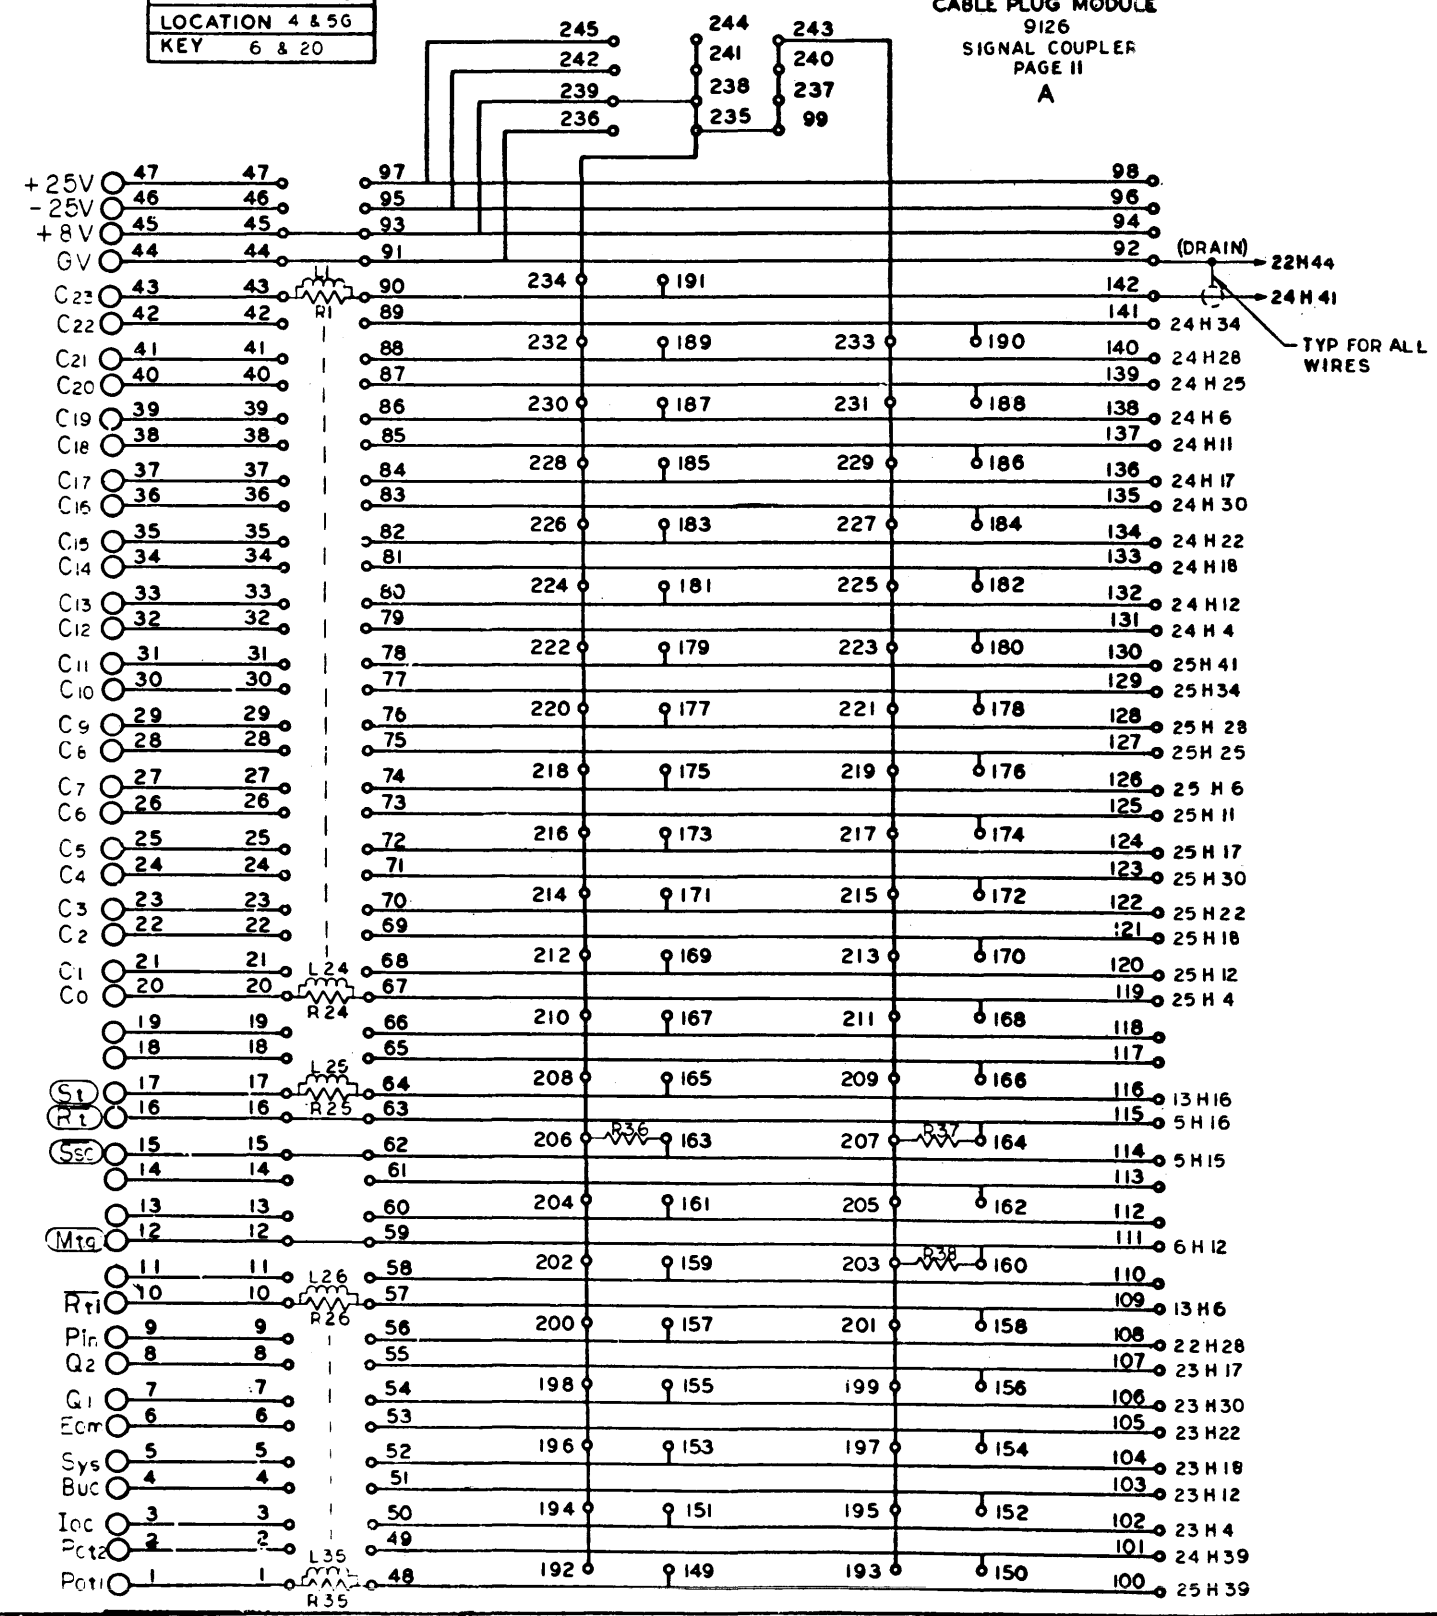 LOCATION 4 & 5G
KEY 6 & 20
CABLE PLUG MODULE
9126
SIGNAL COUPLER
PAGE 11
A
245 244 243
242 241 240
239 238 237
236 235 99
+25V 47 47 97 98
-25V 46 46 95 96
+8V 45 45 93 94
GV 44 44 91 92 (DRAIN) 22H44
L1 234 191
C23 43 43 90 142 24H41
R1
C22 42 42 89 141 24H34
232 189 233 190
TYP FOR ALL
WIRES
C21 41 41 88 140 24H28
C20 40 40 87 139 24H25
230 187 231 188
C19 39 39 86 138 24H6
C18 38 38 85 137 24H11
228 185 229 186
C17 37 37 84 136 24H17
C16 36 36 83 135 24H30
226 183 227 184
C15 35 35 82 134 24H22
C14 34 34 81 133 24H18
224 181 225 182
C13 33 33 80 132 24H12
C12 32 32 79 131 24H4
222 179 223 180
C11 31 31 78 130 25H41
C10 30 30 77 129 25H34
220 177 221 178
C9 29 29 76 128 25H28
C8 28 28 75 127 25H25
218 175 219 176
C7 27 27 74 126 25H6
C6 26 26 73 125 25H11
216 173 217 174
C5 25 25 72 124 25H17
C4 24 24 71 123 25H30
214 171 215 172
C3 23 23 70 122 25H22
C2 22 22 69 121 25H18
212 169 213 170
C1 21 21 L24 68 120 25H12
C0 20 20 67 119 25H4
R24
210 167 211 168
19 19 66 118
18 18 65 117
L25 208 165 209 166
St 17 17 64 116 13H16
R25
Rt 16 16 63 115 5H16
206 R36 163 207 R37 164
Ssc 15 15 62 114 5H15
14 14 61 113
204 161 205 162
13 13 60 112
Mtg 12 12 59 111 6H12
202 159 203 R38 160
11 11 L26 58 110
Rti 10 10 57 109 13H6
R26
200 157 201 158
Pin 9 9 56 108 22H28
Q2 8 8 55 107 23H17
198 155 199 156
Q1 7 7 54 106 23H30
Eom 6 6 53 105 23H22
196 153 197 154
Sys 5 5 52 104 23H18
Buc 4 4 51 103 23H12
194 151 195 152
Ioc 3 3 50 102 23H4
Pot2 2 2 49 101 24H39
L35 192 149 193 150
Pot1 1 1 48 100 25H39
R35